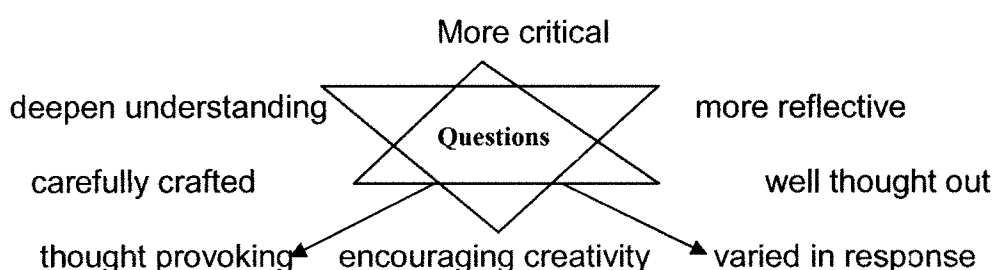 More critical
deepen understanding more reflective
Questions
carefully crafted well thought out
thought provoking encouraging creativity varied in response